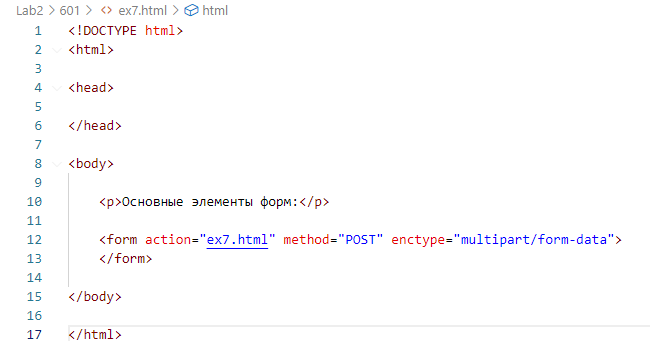 Lab2 > 601 > <> ex7.html > html
1 <!DOCTYPE html>
2 <html>
3
4 <head>
5
6 </head>
7
8 <body>
9
10 <p>Основные элементы форм:</p>
11
12 <form action="ex7.html" method="POST" enctype="multipart/form-data">
13 </form>
14
15 </body>
16
17 </html>